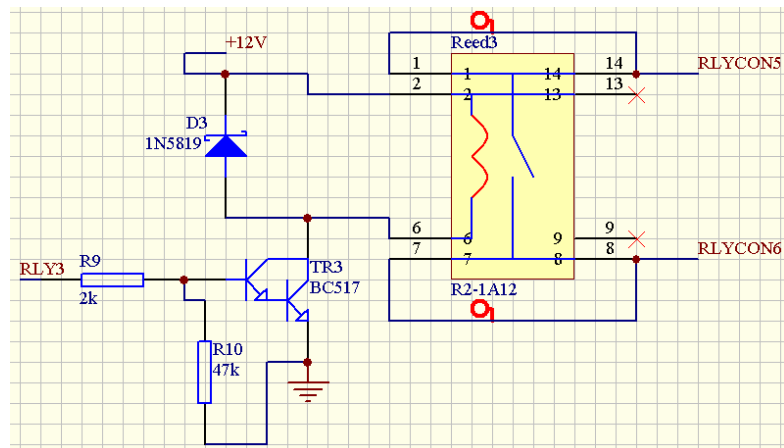 +12V
Reed3
1
1
14
14
RLYCON5
2
2
13
13
D3
1N5819
6
6
9
9
7
7
8
8
RLYCON6
RLY3
R9
2k
TR3
BC517
R2-1A12
R10
47k